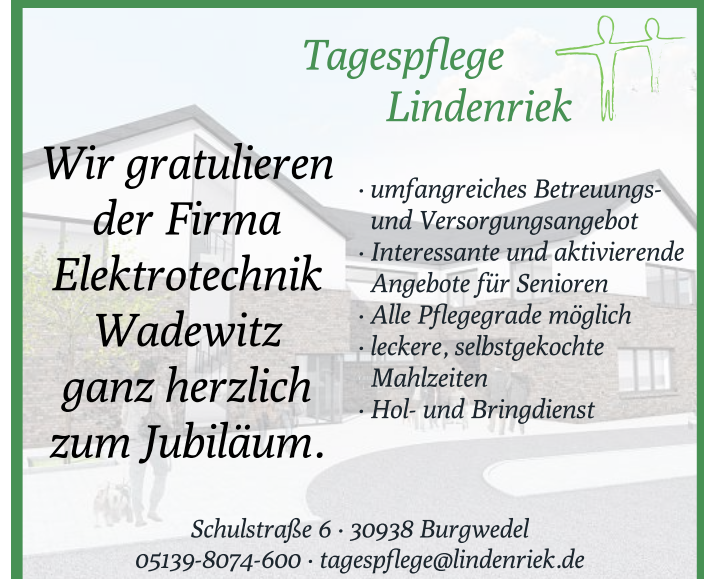 Tagespflege
Lindenriek
Wir gratulieren
der Firma
Elektrotechnik
Wadewitz
ganz herzlich
zum Jubiläum.
· umfangreiches Betreuungs-
und Versorgungsangebot
· Interessante und aktivierende
Angebote für Senioren
· Alle Pflegegrade möglich
· leckere, selbstgekochte
Mahlzeiten
· Hol- und Bringdienst
Schulstraße 6 · 30938 Burgwedel
05139-8074-600 · tagespflege@lindenriek.de